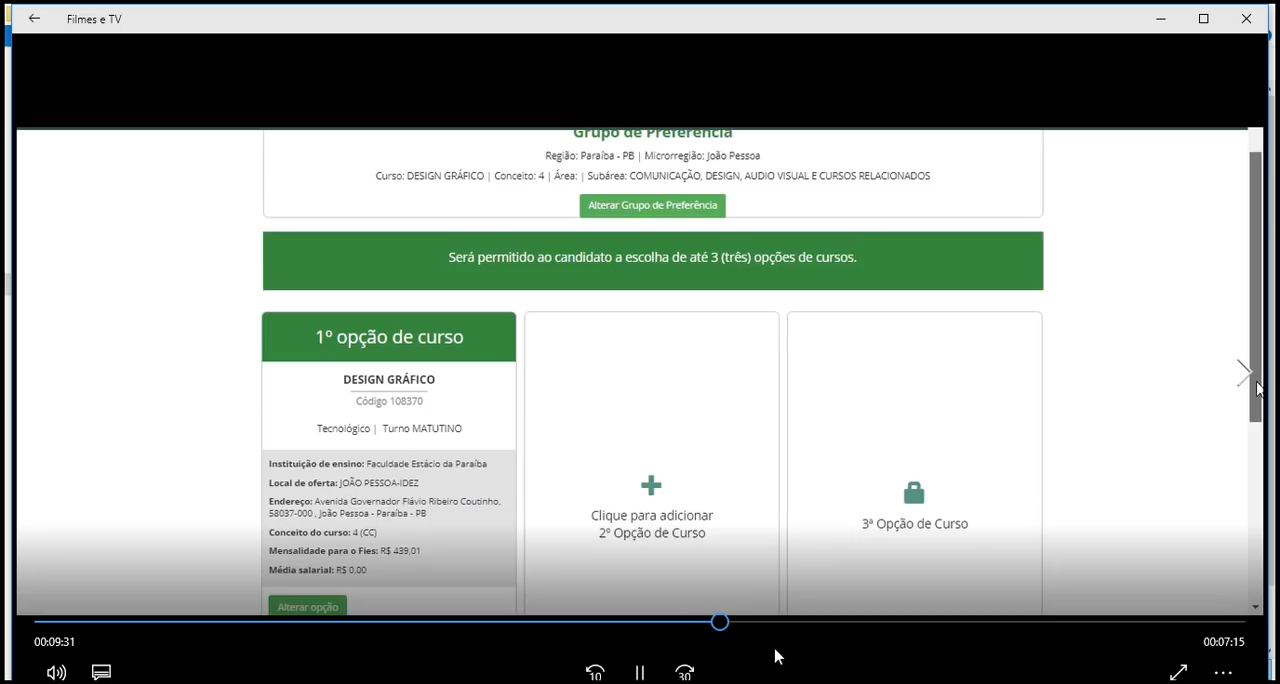 Filmes e TV
Grupo de Preferência
Região: Paraíba - PB | Microrregião: João Pessoa
Curso: DESIGN GRÁFICO | Conceito: 4 | Área: | Subárea: COMUNICAÇÃO, DESIGN, AUDIO VISUAL E CURSOS RELACIONADOS
Alterar Grupo de Preferência
Será permitido ao candidato a escolha de até 3 (três) opções de cursos.
1º opção de curso
DESIGN GRÁFICO
Código 108370
Tecnológico | Turno MATUTINO
Instituição de ensino: Faculdade Estácio da Paraíba
Local de oferta: JOÃO PESSOA-IDEZ
Endereço: Avenida Governador Flávio Ribeiro Coutinho,
58037-000 , João Pessoa - Paraíba - PB
Conceito do curso: 4 (CC)
Mensalidade para o Fies: R$ 439,01
Média salarial: R$ 0,00
Alterar opção
Clique para adicionar
2º Opção de Curso
3ª Opção de Curso
00:09:31
00:07:15
10
30